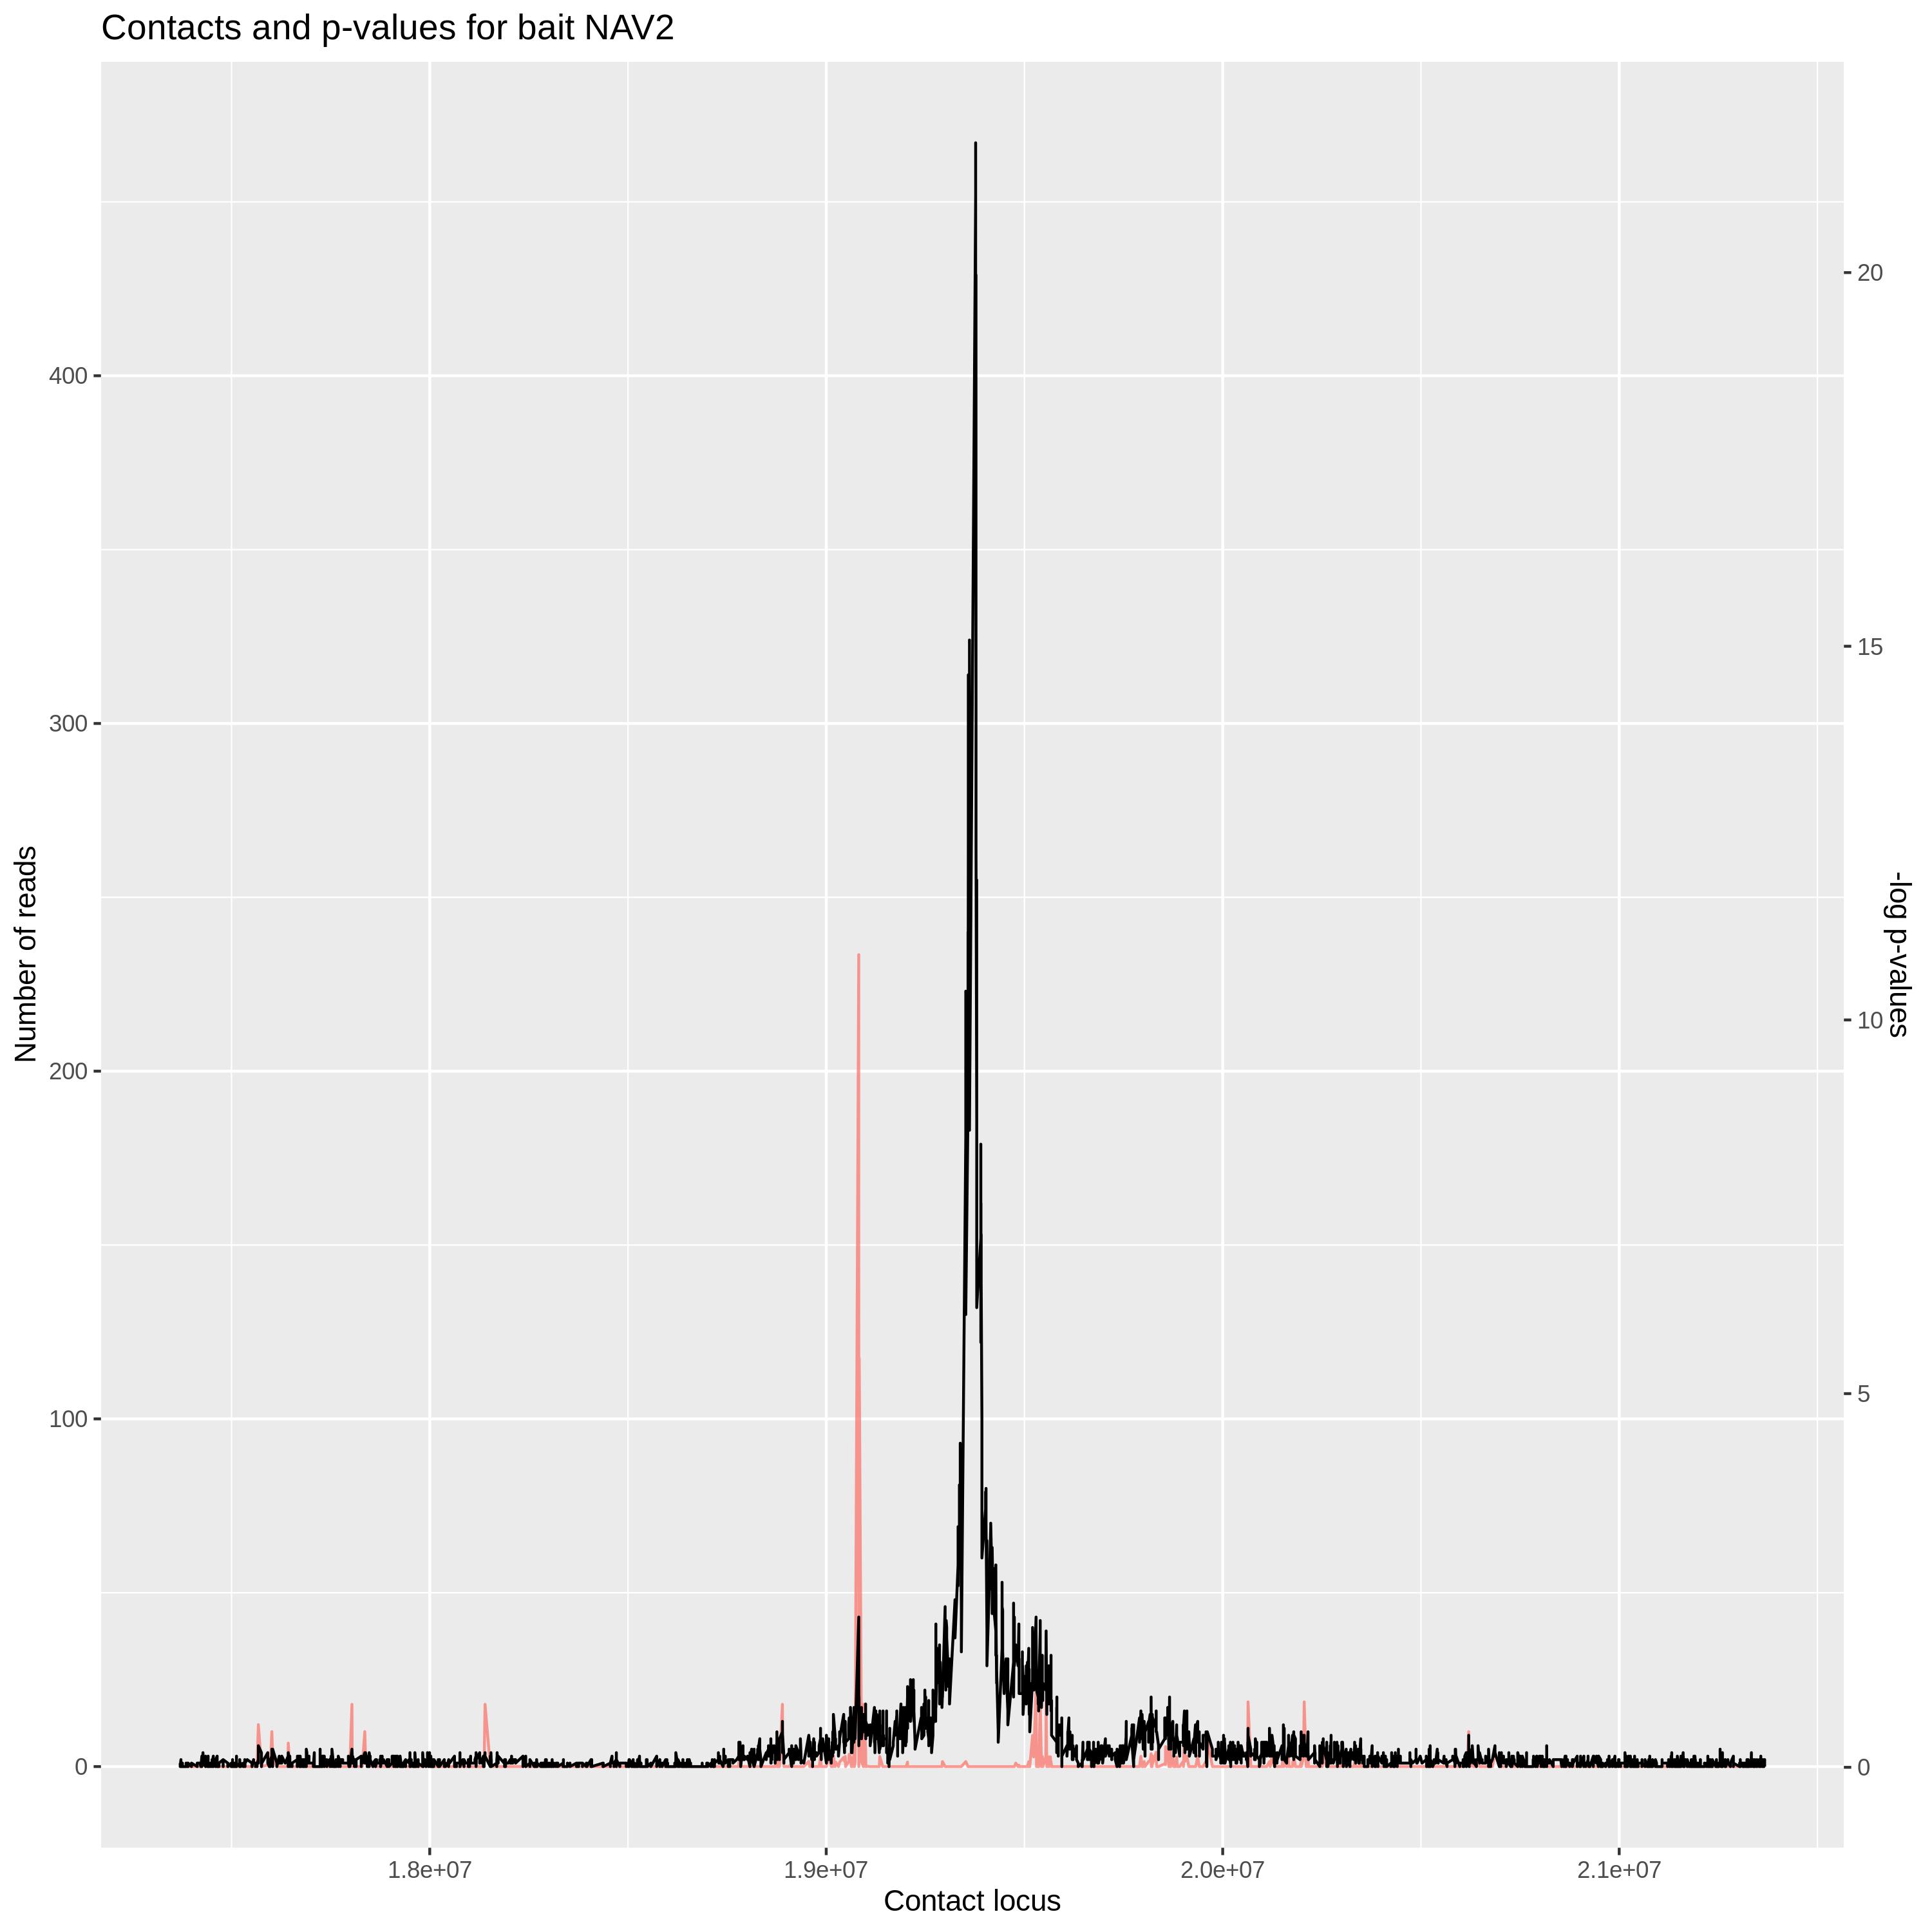 Contacts and p-values for bait NAV2
Number of reads
400
300
200
100
0
20
15
10
5
0
-log p-values
1.8e+07 1.9e+07 2.0e+07 2.1e+07
Contact locus